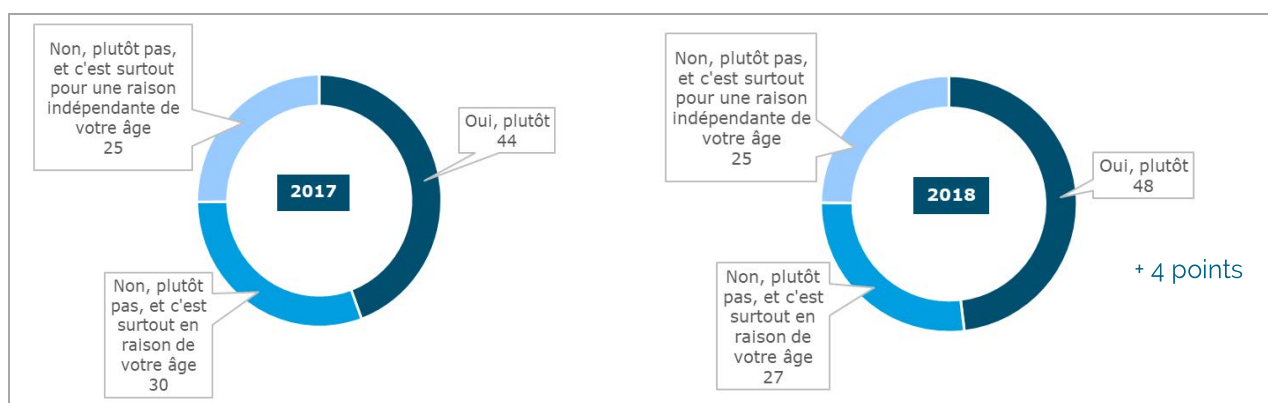 Non, plutôt pas,
et c'est surtout
pour une raison
indépendante de
votre âge
25
Oui, plutôt
44
2017
Non, plutôt
pas, et c'est
surtout en
raison de
votre âge
30
Non, plutôt pas,
et c'est surtout
pour une raison
indépendante de
votre âge
25
Oui, plutôt
48
2018
+ 4 points
Non, plutôt
pas, et c'est
surtout en
raison de
votre âge
27